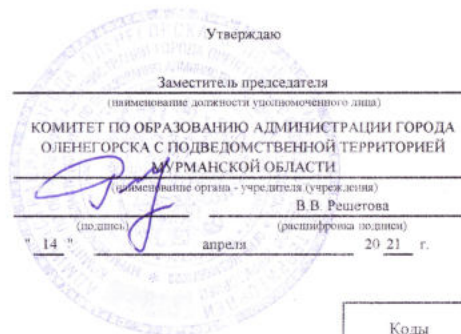 Утверждаю
Заместитель председателя
(наименование должности уполномоченного лица)
КОМИТЕТ ПО ОБРАЗОВАНИЮ АДМИНИСТРАЦИИ ГОРОДА
ОЛЕНЕГОРСКА С ПОДВЕДОМСТВЕННОЙ ТЕРРИТОРИЕЙ
МУРМАНСКОЙ ОБЛАСТИ
(наименование органа - учредителя (учреждения)
В.В. Решетова
(подпись) (расшифровка подписи)
" 14 " апреля 20 21 г.
Коды